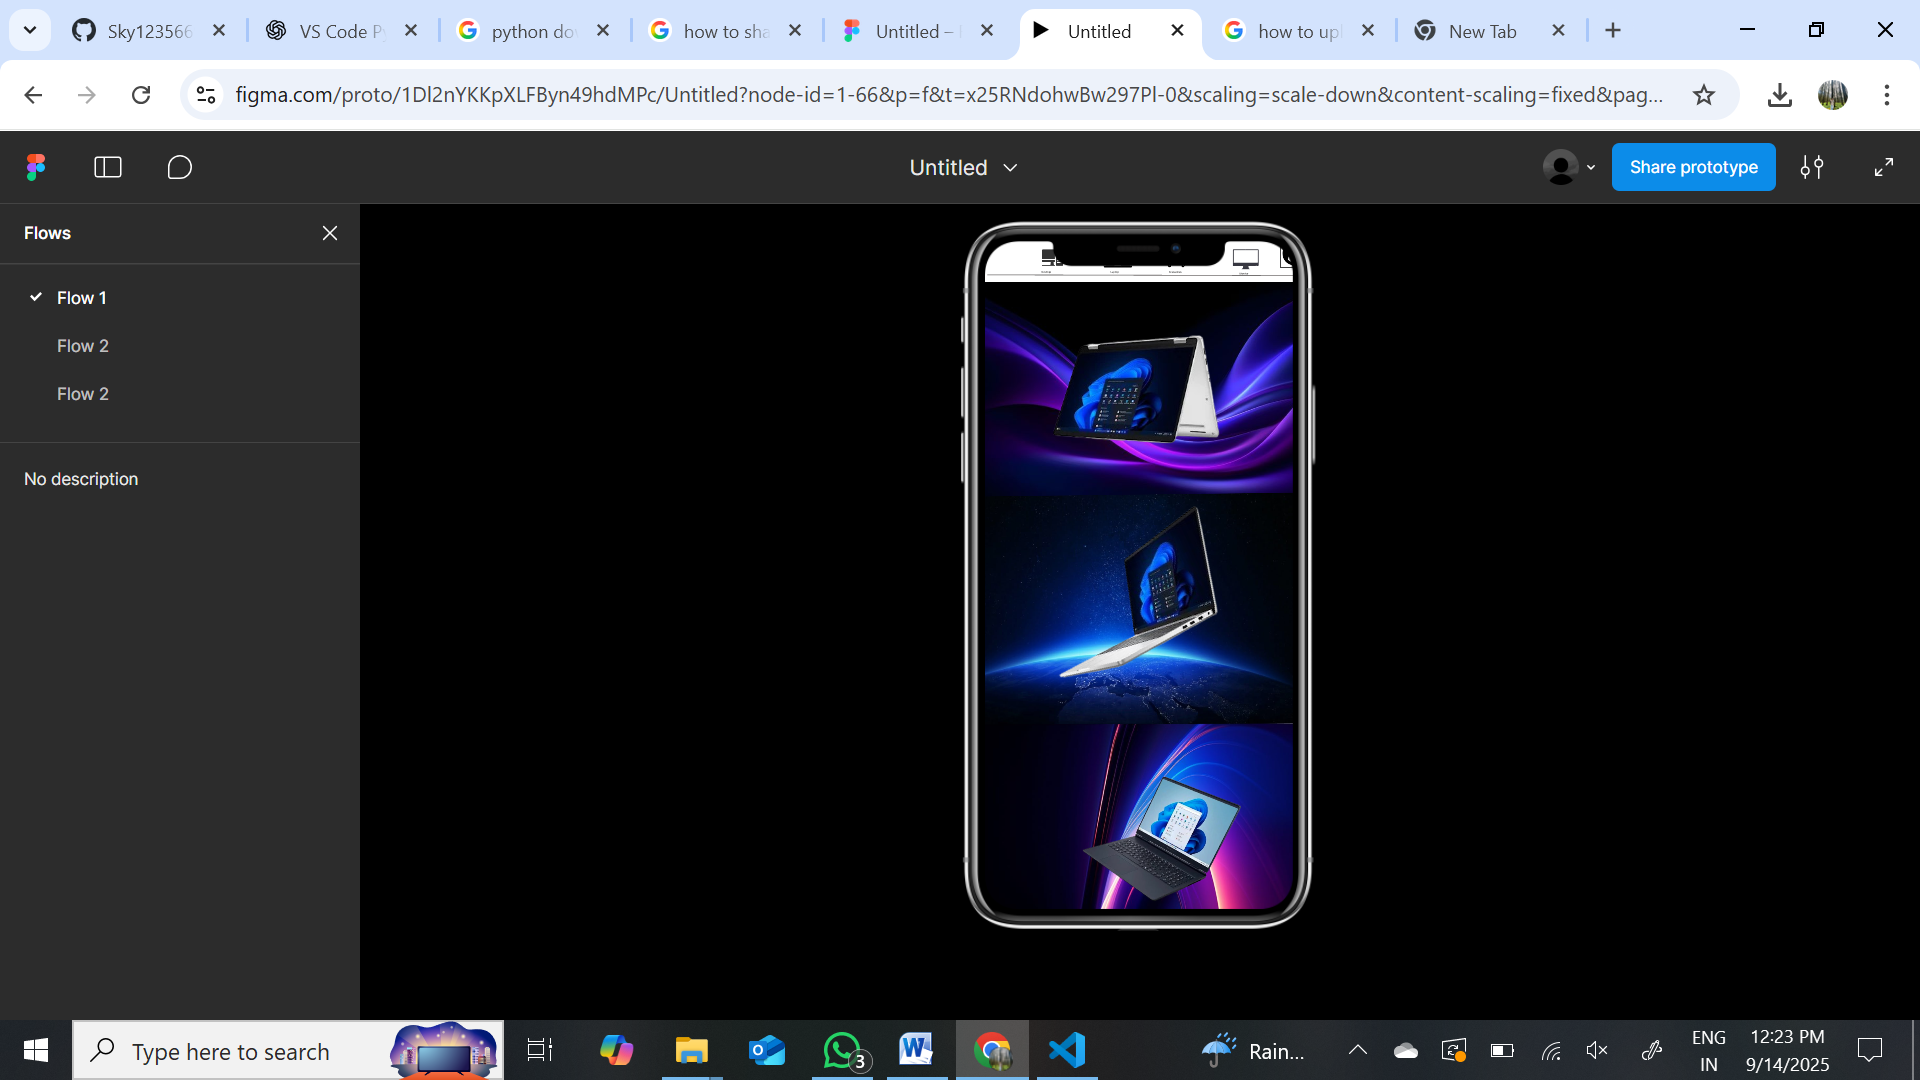 Sky123566
VS Code Py
python do
how to sha
Untitled –
Untitled
how to upl
New Tab
figma.com/proto/1Dl2nYKKpXLFByn49hdMPc/Untitled?node-id=1-66&p=f&t=x25RNdohwBw297Pl-0&scaling=scale-down&content-scaling=fixed&pag...
Untitled
Share prototype
Flows
Flow 1
Flow 2
Flow 2
No description
Type here to search
3
Rain...
ENG
IN
12:23 PM
9/14/2025